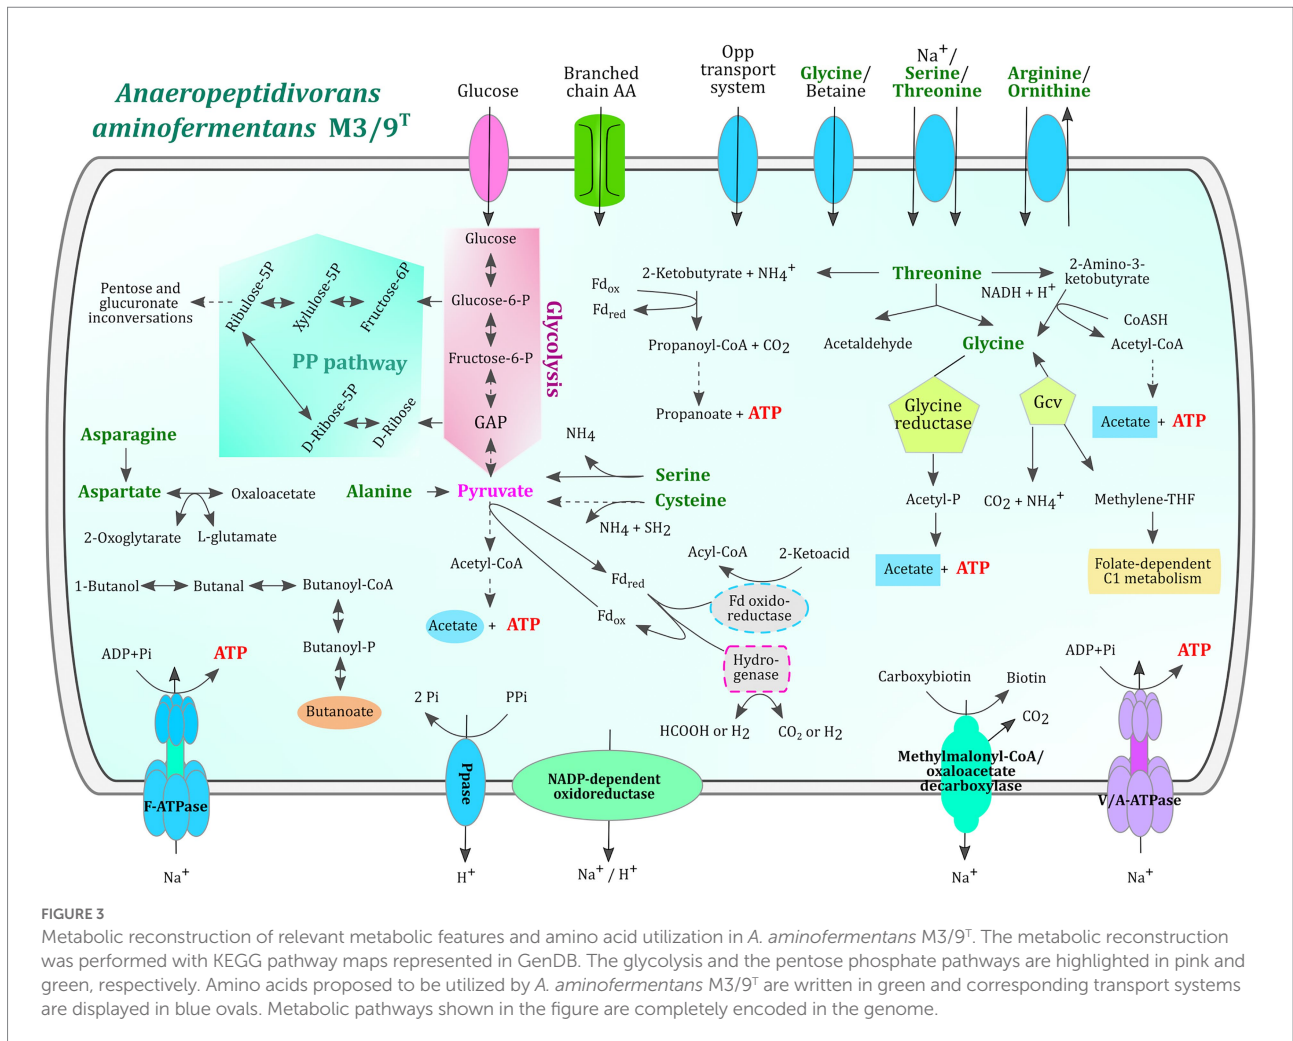 Anaeropeptidivorans
aminofermentans M3/9T
Glucose
Branched
chain AA
Opp
transport
system
Glycine/
Betaine
Na+/
Serine/
Threonine
Arginine/
Ornithine
Glucose
Glucose-6-P
Fructose-6-P
GAP
Glycolysis
Pentose and
glucuronate
inconversations
Ribulose-5P
Xylulose-5P
Fructose-6P
PP pathway
D-Ribose-5P
D-Ribose
Fdox
Fdred
2-Ketobutyrate + NH4+
Propanoyl-CoA + CO2
Propanoate + ATP
Threonine
2-Amino-3-
ketobutyrate
NADH + H+
CoASH
Acetyl-CoA
Acetate + ATP
Acetaldehyde
Glycine
Glycine
reductase
Gcv
Acetyl-P
Acetate + ATP
CO2 + NH4+
Methylene-THF
Folate-dependent
C1 metabolism
Asparagine
Aspartate
Oxaloacetate
2-Oxoglytarate
L-glutamate
Alanine
Pyruvate
NH4
Serine
Cysteine
NH4 + SH2
Acetyl-CoA
Acetate + ATP
Fdred
Fdox
Acyl-CoA
2-Ketoacid
Fd oxido-
reductase
Hydro-
genase
HCOOH or H2
CO2 or H2
1-Butanol
Butanal
Butanoyl-CoA
Butanoyl-P
Butanoate
ADP+Pi
ATP
F-ATPase
Na+
2 Pi
PPi
Ppase
H+
NADP-dependent
oxidoreductase
Na+ / H+
Carboxybiotin
Biotin
CO2
Methylmalonyl-CoA/
oxaloacetate
decarboxylase
Na+
ADP+Pi
ATP
V/A-ATPase
Na+
FIGURE 3
Metabolic reconstruction of relevant metabolic features and amino acid utilization in A. aminofermentans M3/9T. The metabolic reconstruction
was performed with KEGG pathway maps represented in GenDB. The glycolysis and the pentose phosphate pathways are highlighted in pink and
green, respectively. Amino acids proposed to be utilized by A. aminofermentans M3/9T are written in green and corresponding transport systems
are displayed in blue ovals. Metabolic pathways shown in the figure are completely encoded in the genome.